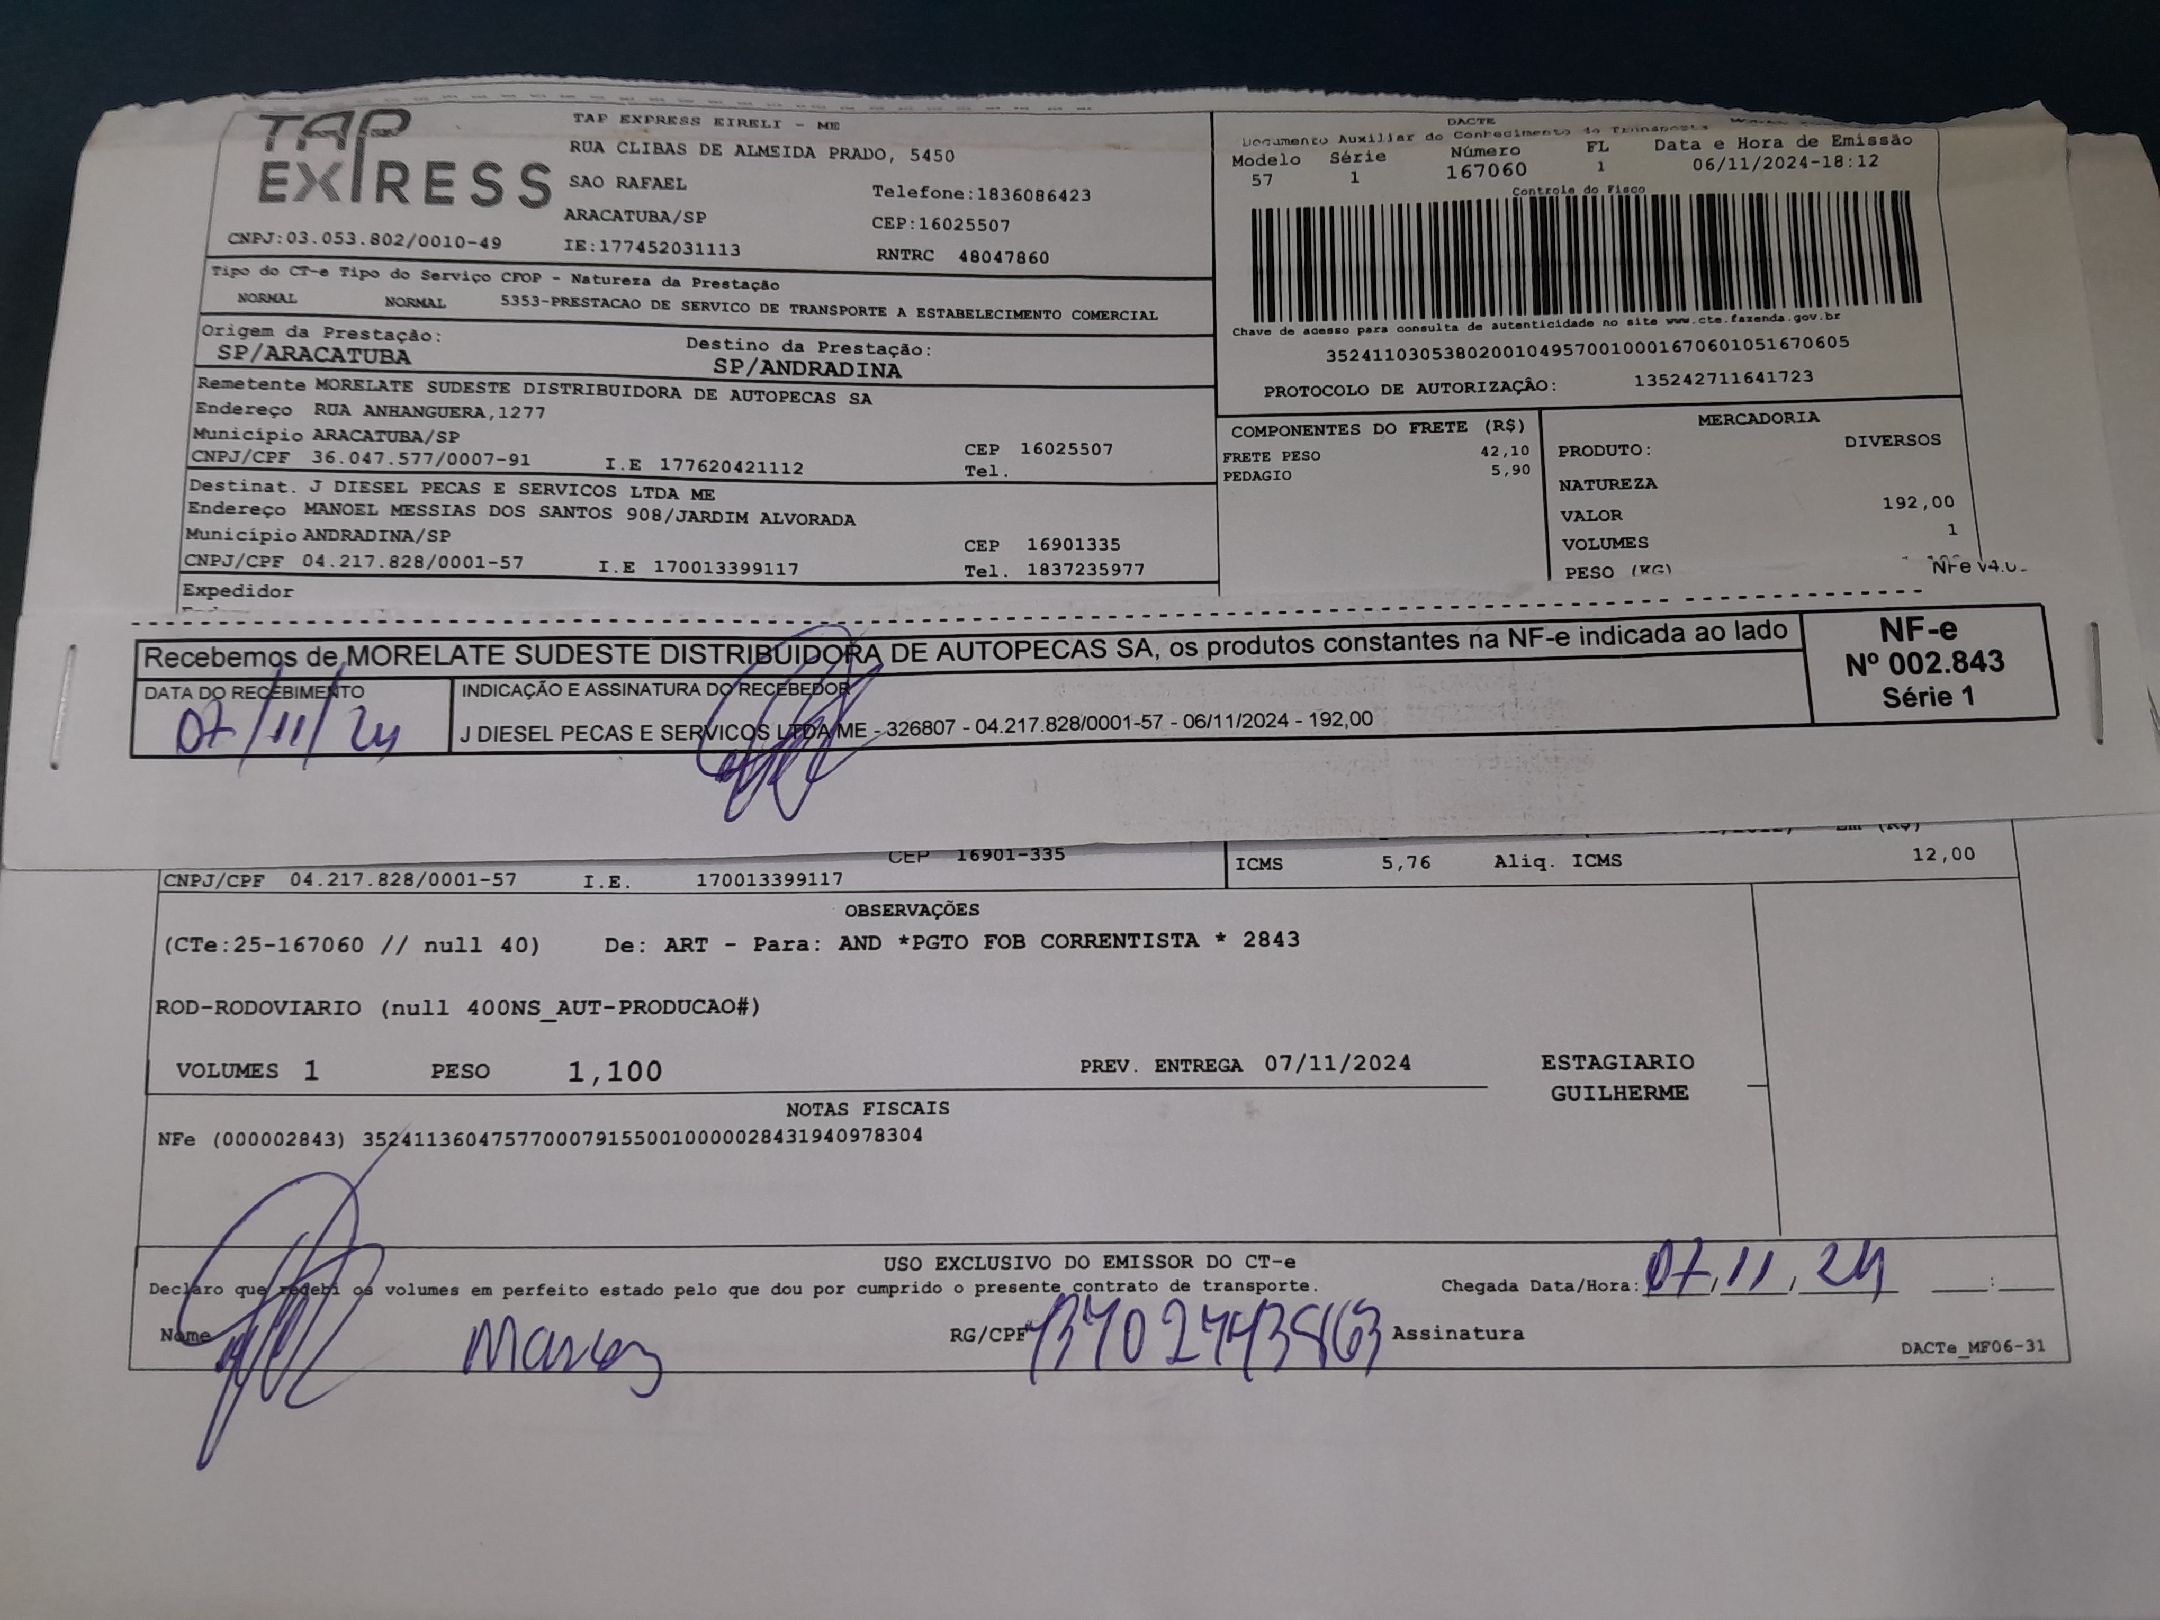 TAP EXPRESS
TAP EXPRESS EIRELI - ME
RUA CLIBAS DE ALMEIDA PRADO, 5450
SAO RAFAEL
Telefone:1836086423
ARACATUBA/SP
CEP:16025507
CNPJ:03.053.802/0010-49
IE:177452031113
RNTRC 48047860
DACTE
Documento Auxiliar do Conhecimento de Transporte
Modelo Série Número FL Data e Hora de Emissão
57 1 167060 1 06/11/2024-18:12
Controle do Fisco
Chave de acesso para consulta de autenticidade no site www.cte.fazenda.gov.br
35241103053802001049570010001670601051670605
PROTOCOLO DE AUTORIZAÇÃO: 135242711641723
Tipo do CT-e Tipo do Serviço CFOP - Natureza da Prestação
NORMAL NORMAL 5353-PRESTACAO DE SERVICO DE TRANSPORTE A ESTABELECIMENTO COMERCIAL
Origem da Prestação: Destino da Prestação:
SP/ARACATUBA SP/ANDRADINA
Remetente MORELATE SUDESTE DISTRIBUIDORA DE AUTOPECAS SA
Endereço RUA ANHANGUERA,1277
Município ARACATUBA/SP CEP 16025507
CNPJ/CPF 36.047.577/0007-91 I.E 177620421112 Tel.
Destinat. J DIESEL PECAS E SERVICOS LTDA ME
Endereço MANOEL MESSIAS DOS SANTOS 908/JARDIM ALVORADA
Município ANDRADINA/SP CEP 16901335
CNPJ/CPF 04.217.828/0001-57 I.E 170013399117 Tel. 1837235977
Expedidor
COMPONENTES DO FRETE (R$)
FRETE PESO 42,10
PEDAGIO 5,90
MERCADORIA
PRODUTO: DIVERSOS
NATUREZA
VALOR 192,00
VOLUMES 1
PESO (KG)
NFe v4.0
Recebemos de MORELATE SUDESTE DISTRIBUIDORA DE AUTOPECAS SA, os produtos constantes na NF-e indicada ao lado
NF-e
Nº 002.843
Série 1
DATA DO RECEBIMENTO
07/11/24
INDICAÇÃO E ASSINATURA DO RECEBEDOR
J DIESEL PECAS E SERVICOS LTDA ME - 326807 - 04.217.828/0001-57 - 06/11/2024 - 192,00
CEP 16901-335
CNPJ/CPF 04.217.828/0001-57 I.E. 170013399117
ICMS 5,76 Aliq. ICMS 12,00
OBSERVAÇÕES
(CTe:25-167060 // null 40) De: ART - Para: AND *PGTO FOB CORRENTISTA * 2843
ROD-RODOVIARIO (null 400NS_AUT-PRODUCAO#)
VOLUMES 1 PESO 1,100 PREV. ENTREGA 07/11/2024
ESTAGIARIO
GUILHERME
NOTAS FISCAIS
NFe (000002843) 35241136047577000791550010000028431940978304
USO EXCLUSIVO DO EMISSOR DO CT-e
Declaro que recebi os volumes em perfeito estado pelo que dou por cumprido o presente contrato de transporte. Chegada Data/Hora: 07,11,24
Nome Marcos RG/CPF Assinatura
DACTe_MF06-31